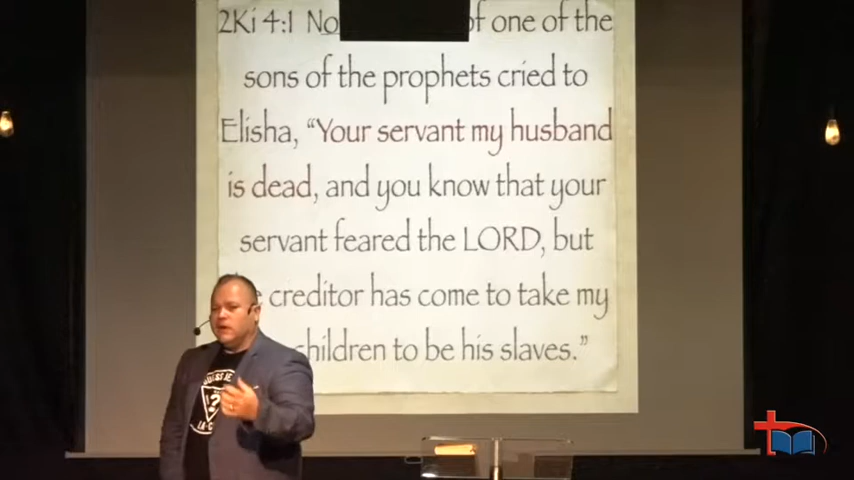 2Ki 4:1 No of one of the
sons of the prophets cried to
Elisha, “Your servant my husband
is dead, and you know that your
servant feared the LORD, but
creditor has come to take my
children to be his slaves.”